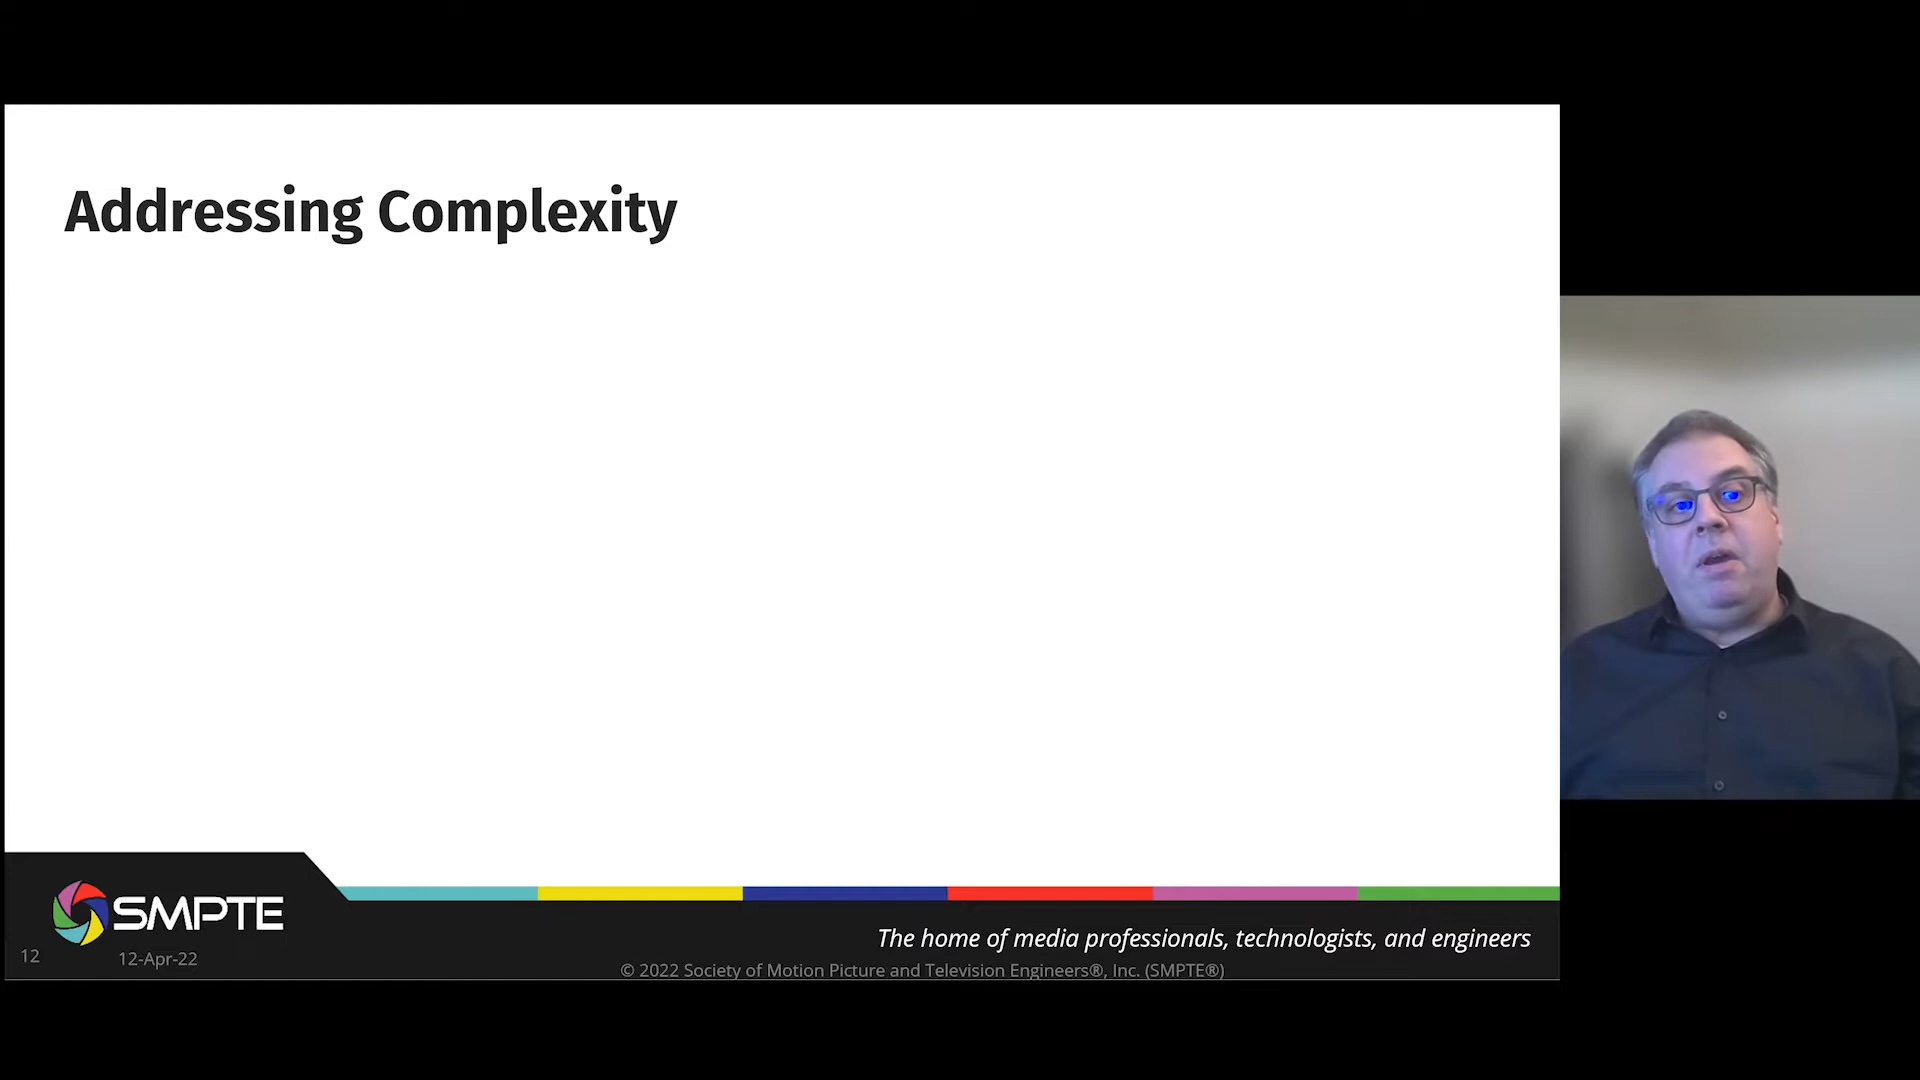 Addressing Complexity
SMPTE
The home of media professionals, technologists, and engineers
12
12-Apr-22
© 2022 Society of Motion Picture and Television Engineers®, Inc. (SMPTE®)